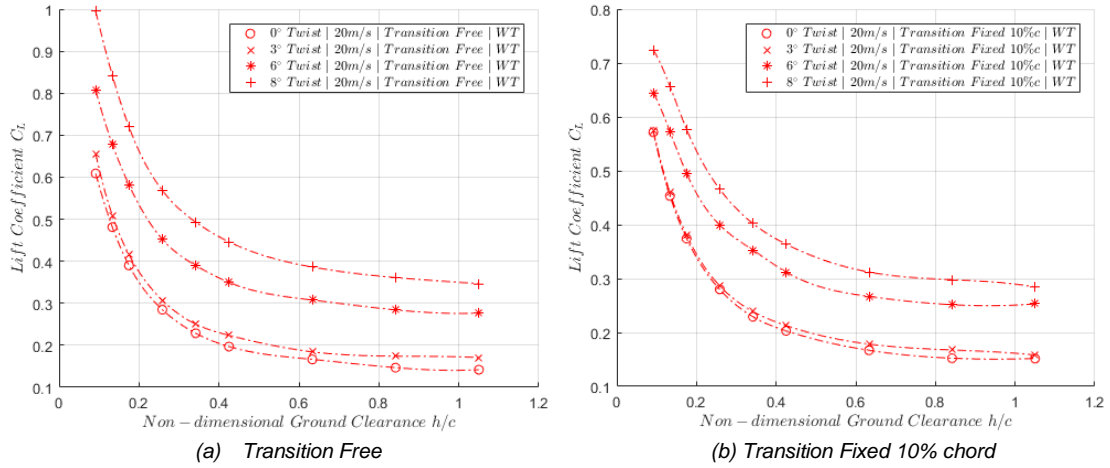 1
0.9
0.8
0.7
0.6
0.5
0.4
0.3
0.2
0.1
0 0.2 0.4 0.6 0.8 1 1.2
Lift Coefficient C_L
Non-dimensional Ground Clearance h/c
0° Twist | 20m/s | Transition Free | WT
3° Twist | 20m/s | Transition Free | WT
6° Twist | 20m/s | Transition Free | WT
8° Twist | 20m/s | Transition Free | WT
(a) Transition Free
0.8
0.7
0.6
0.5
0.4
0.3
0.2
0.1
0 0.2 0.4 0.6 0.8 1 1.2
Lift Coefficient C_L
Non-dimensional Ground Clearance h/c
0° Twist | 20m/s | Transition Fixed 10%c | WT
3° Twist | 20m/s | Transition Fixed 10%c | WT
6° Twist | 20m/s | Transition Fixed 10%c | WT
8° Twist | 20m/s | Transition Fixed 10%c | WT
(b) Transition Fixed 10% chord